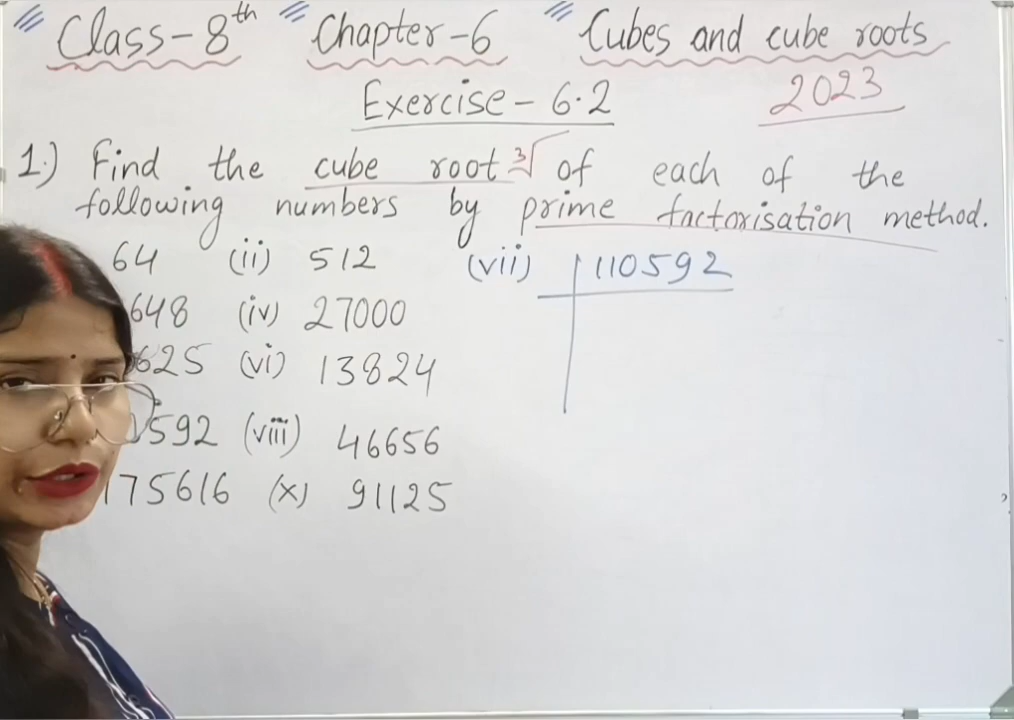 " Class-8th " Chapter-6 " Cubes and cube roots
Exercise-6.2 2023
1.) Find the cube root ∛ of each of the
following numbers by prime factorisation method.
64 (ii) 512 (vii) 110592
648 (iv) 27000
625 (vi) 13824
592 (viii) 46656
175616 (x) 91125